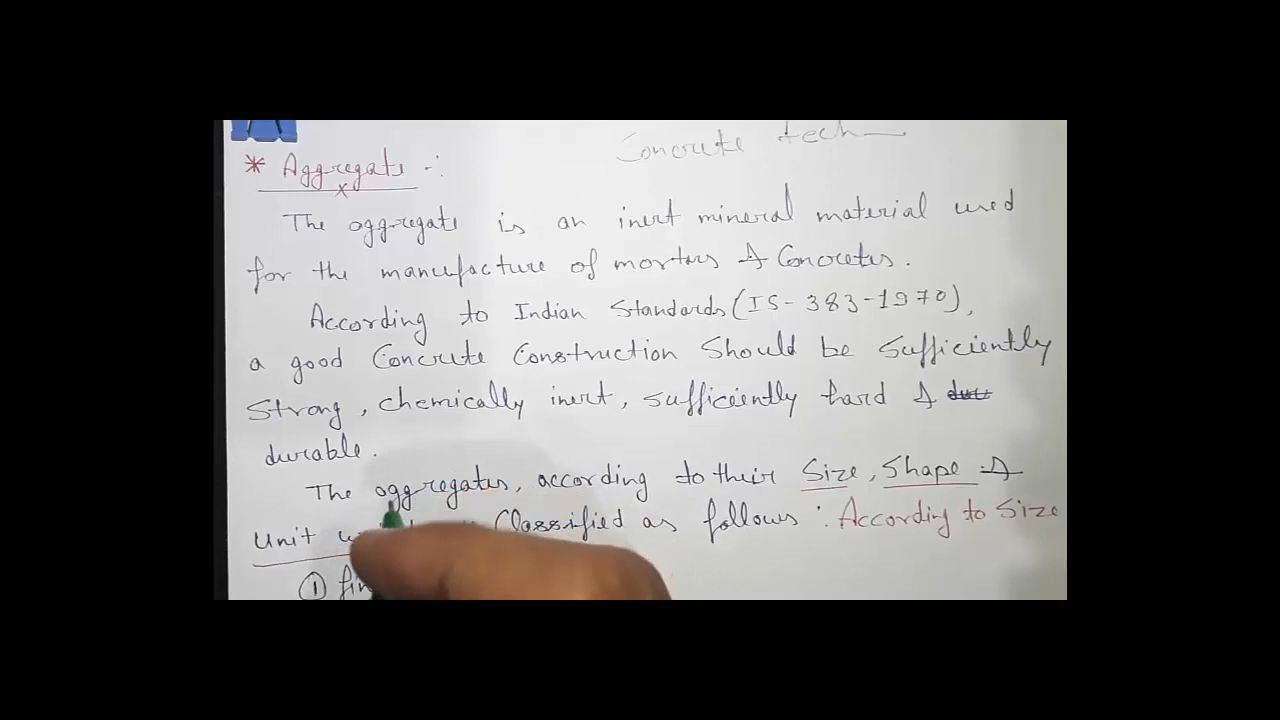 Concrete tech
* Aggregate -:
x
The aggregate is an inert mineral material used
for the manufacture of mortars & Concretes.
According to Indian Standards (IS-383-1970),
a good Concrete Construction Should be Sufficiently
Strong, chemically inert, sufficiently hard &
durable.
The aggregates, according to their Size, Shape &
Unit Classified as follows : According to Size
①